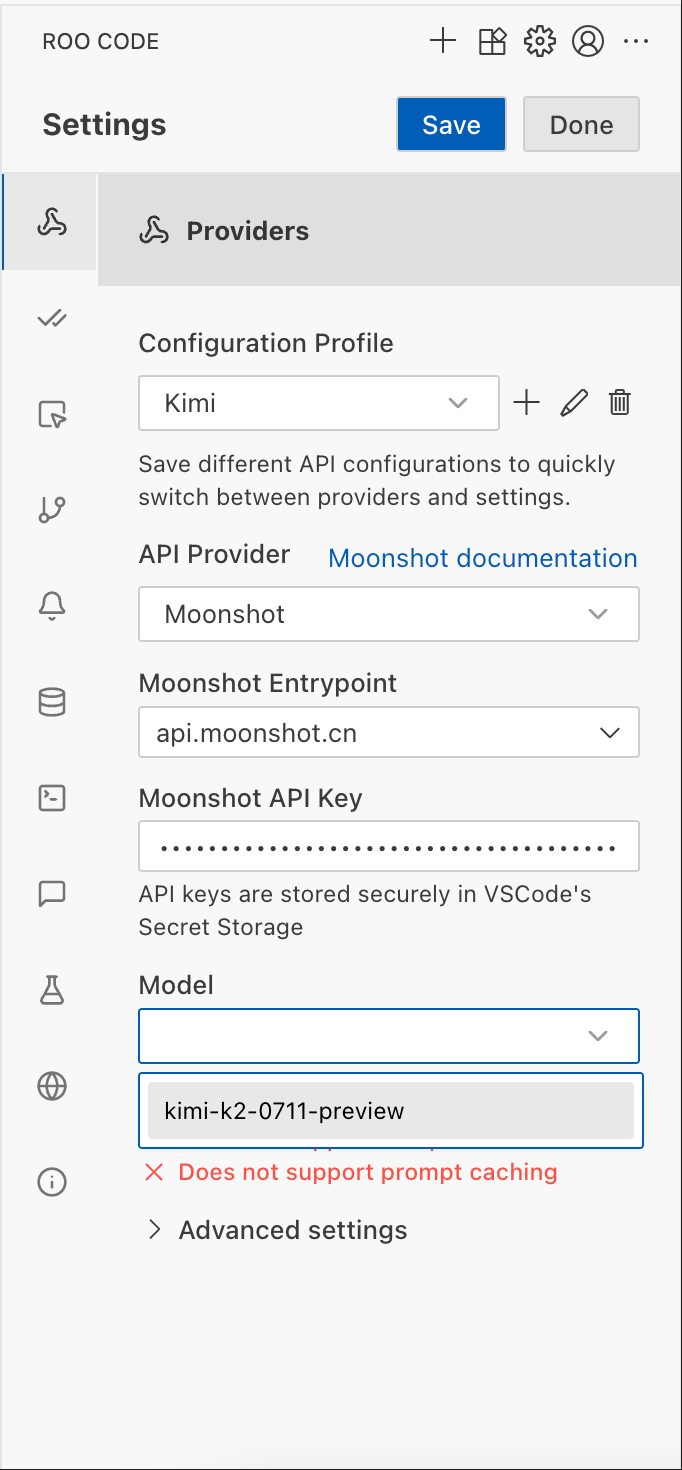 ROO CODE
Settings
Save
Done
Providers
Configuration Profile
Kimi
Save different API configurations to quickly
switch between providers and settings.
API Provider
Moonshot documentation
Moonshot
Moonshot Entrypoint
api.moonshot.cn
Moonshot API Key
API keys are stored securely in VSCode's
Secret Storage
Model
kimi-k2-0711-preview
Does not support prompt caching
Advanced settings